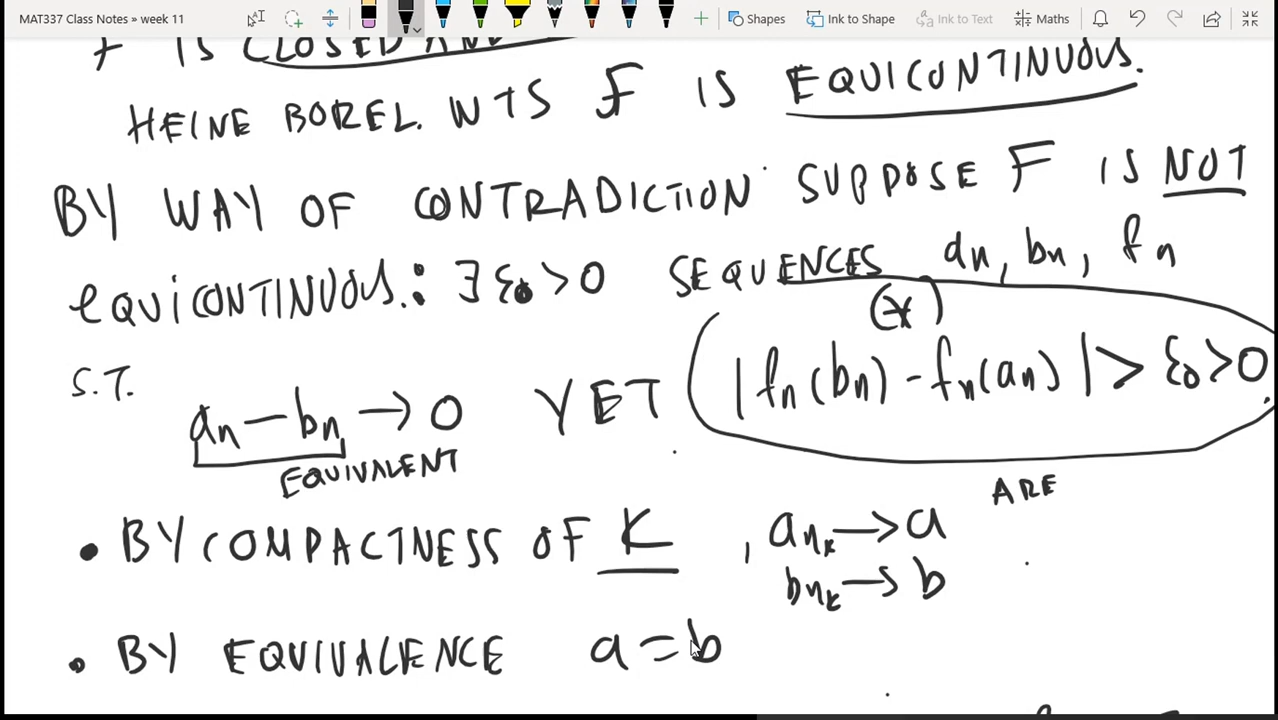 MAT337 Class Notes » week 11
Shapes
Ink to Shape
Ink to Text
Maths
F IS CLOSED AND
HEINE BOREL. WTS F IS EQUICONTINUOUS.
BY WAY OF CONTRADICTION SUPPOSE F IS NOT
EQUICONTINUOUS.: ∃ ε₀ > 0 SEQUENCES an, bn, fn
(*)
S.T. an - bn → 0 YET |fn(bn) - fn(an)| > ε₀ > 0
EQUIVALENT
ARE
• BY COMPACTNESS OF K, ank → a
bnk → b
• BY EQUIVALENCE a = b